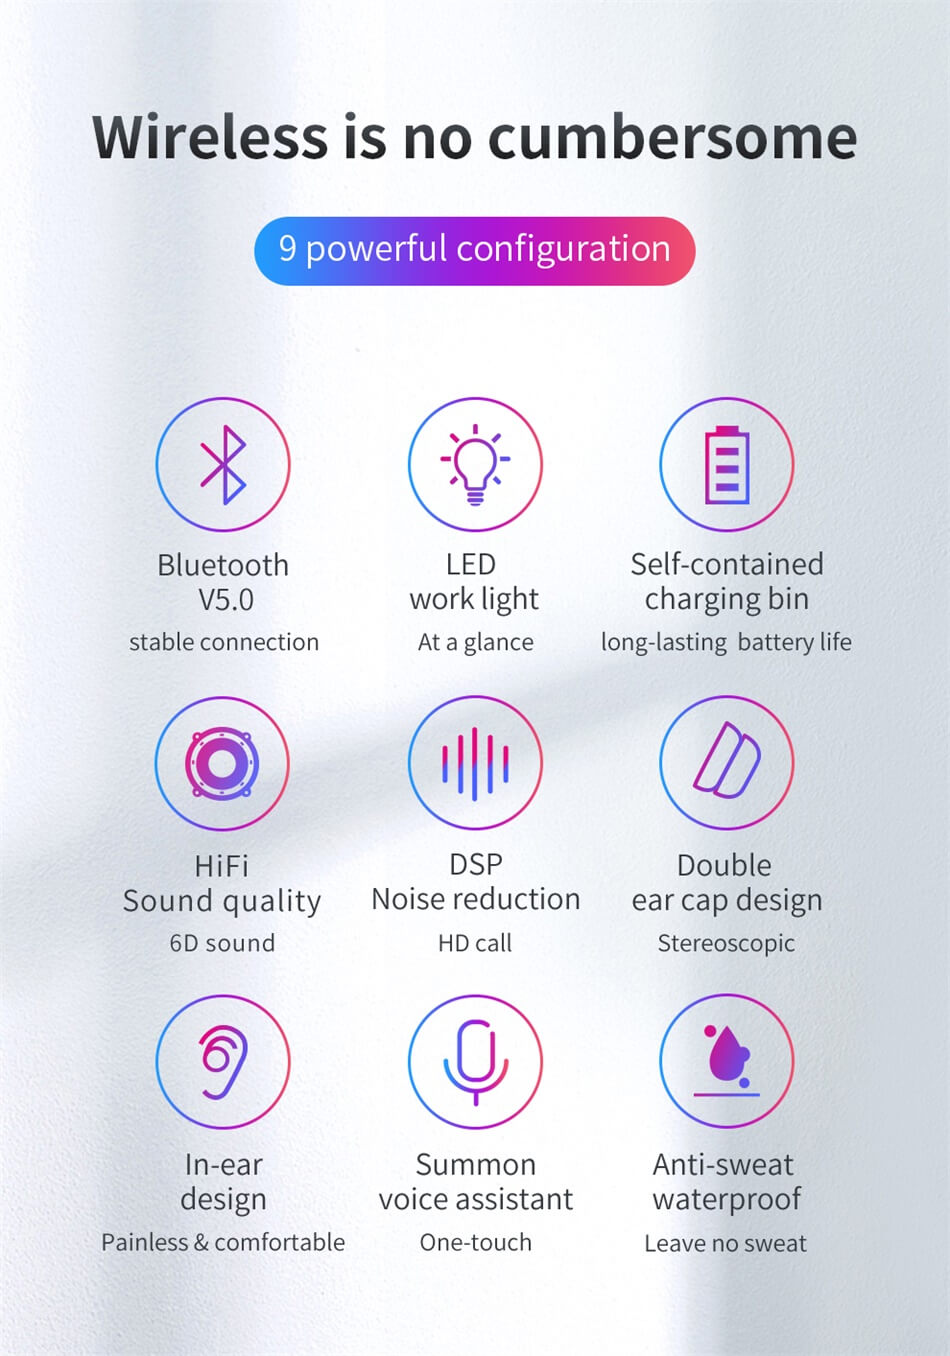 Wireless is no cumbersome
9 powerful configuration
Bluetooth
V5.0
stable connection
LED
work light
At a glance
Self-contained
charging bin
long-lasting battery life
HiFi
Sound quality
6D sound
DSP
Noise reduction
HD call
Double
ear cap design
Stereoscopic
In-ear
design
Painless & comfortable
Summon
voice assistant
One-touch
Anti-sweat
waterproof
Leave no sweat